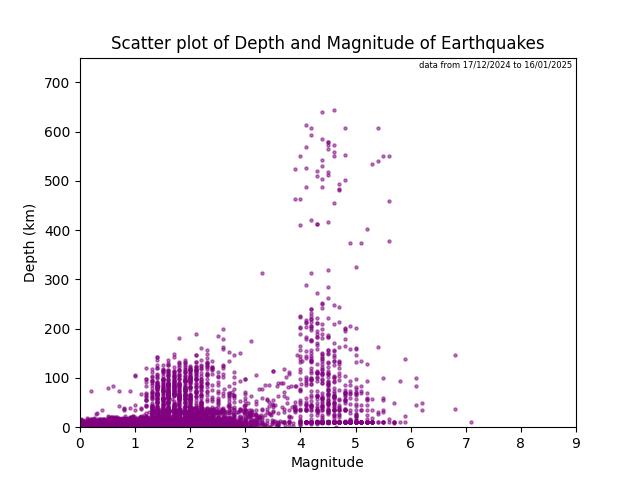 Scatter plot of Depth and Magnitude of Earthquakes
data from 17/12/2024 to 16/01/2025
700
600
500
400
300
200
100
0
Depth (km)
0 1 2 3 4 5 6 7 8 9
Magnitude